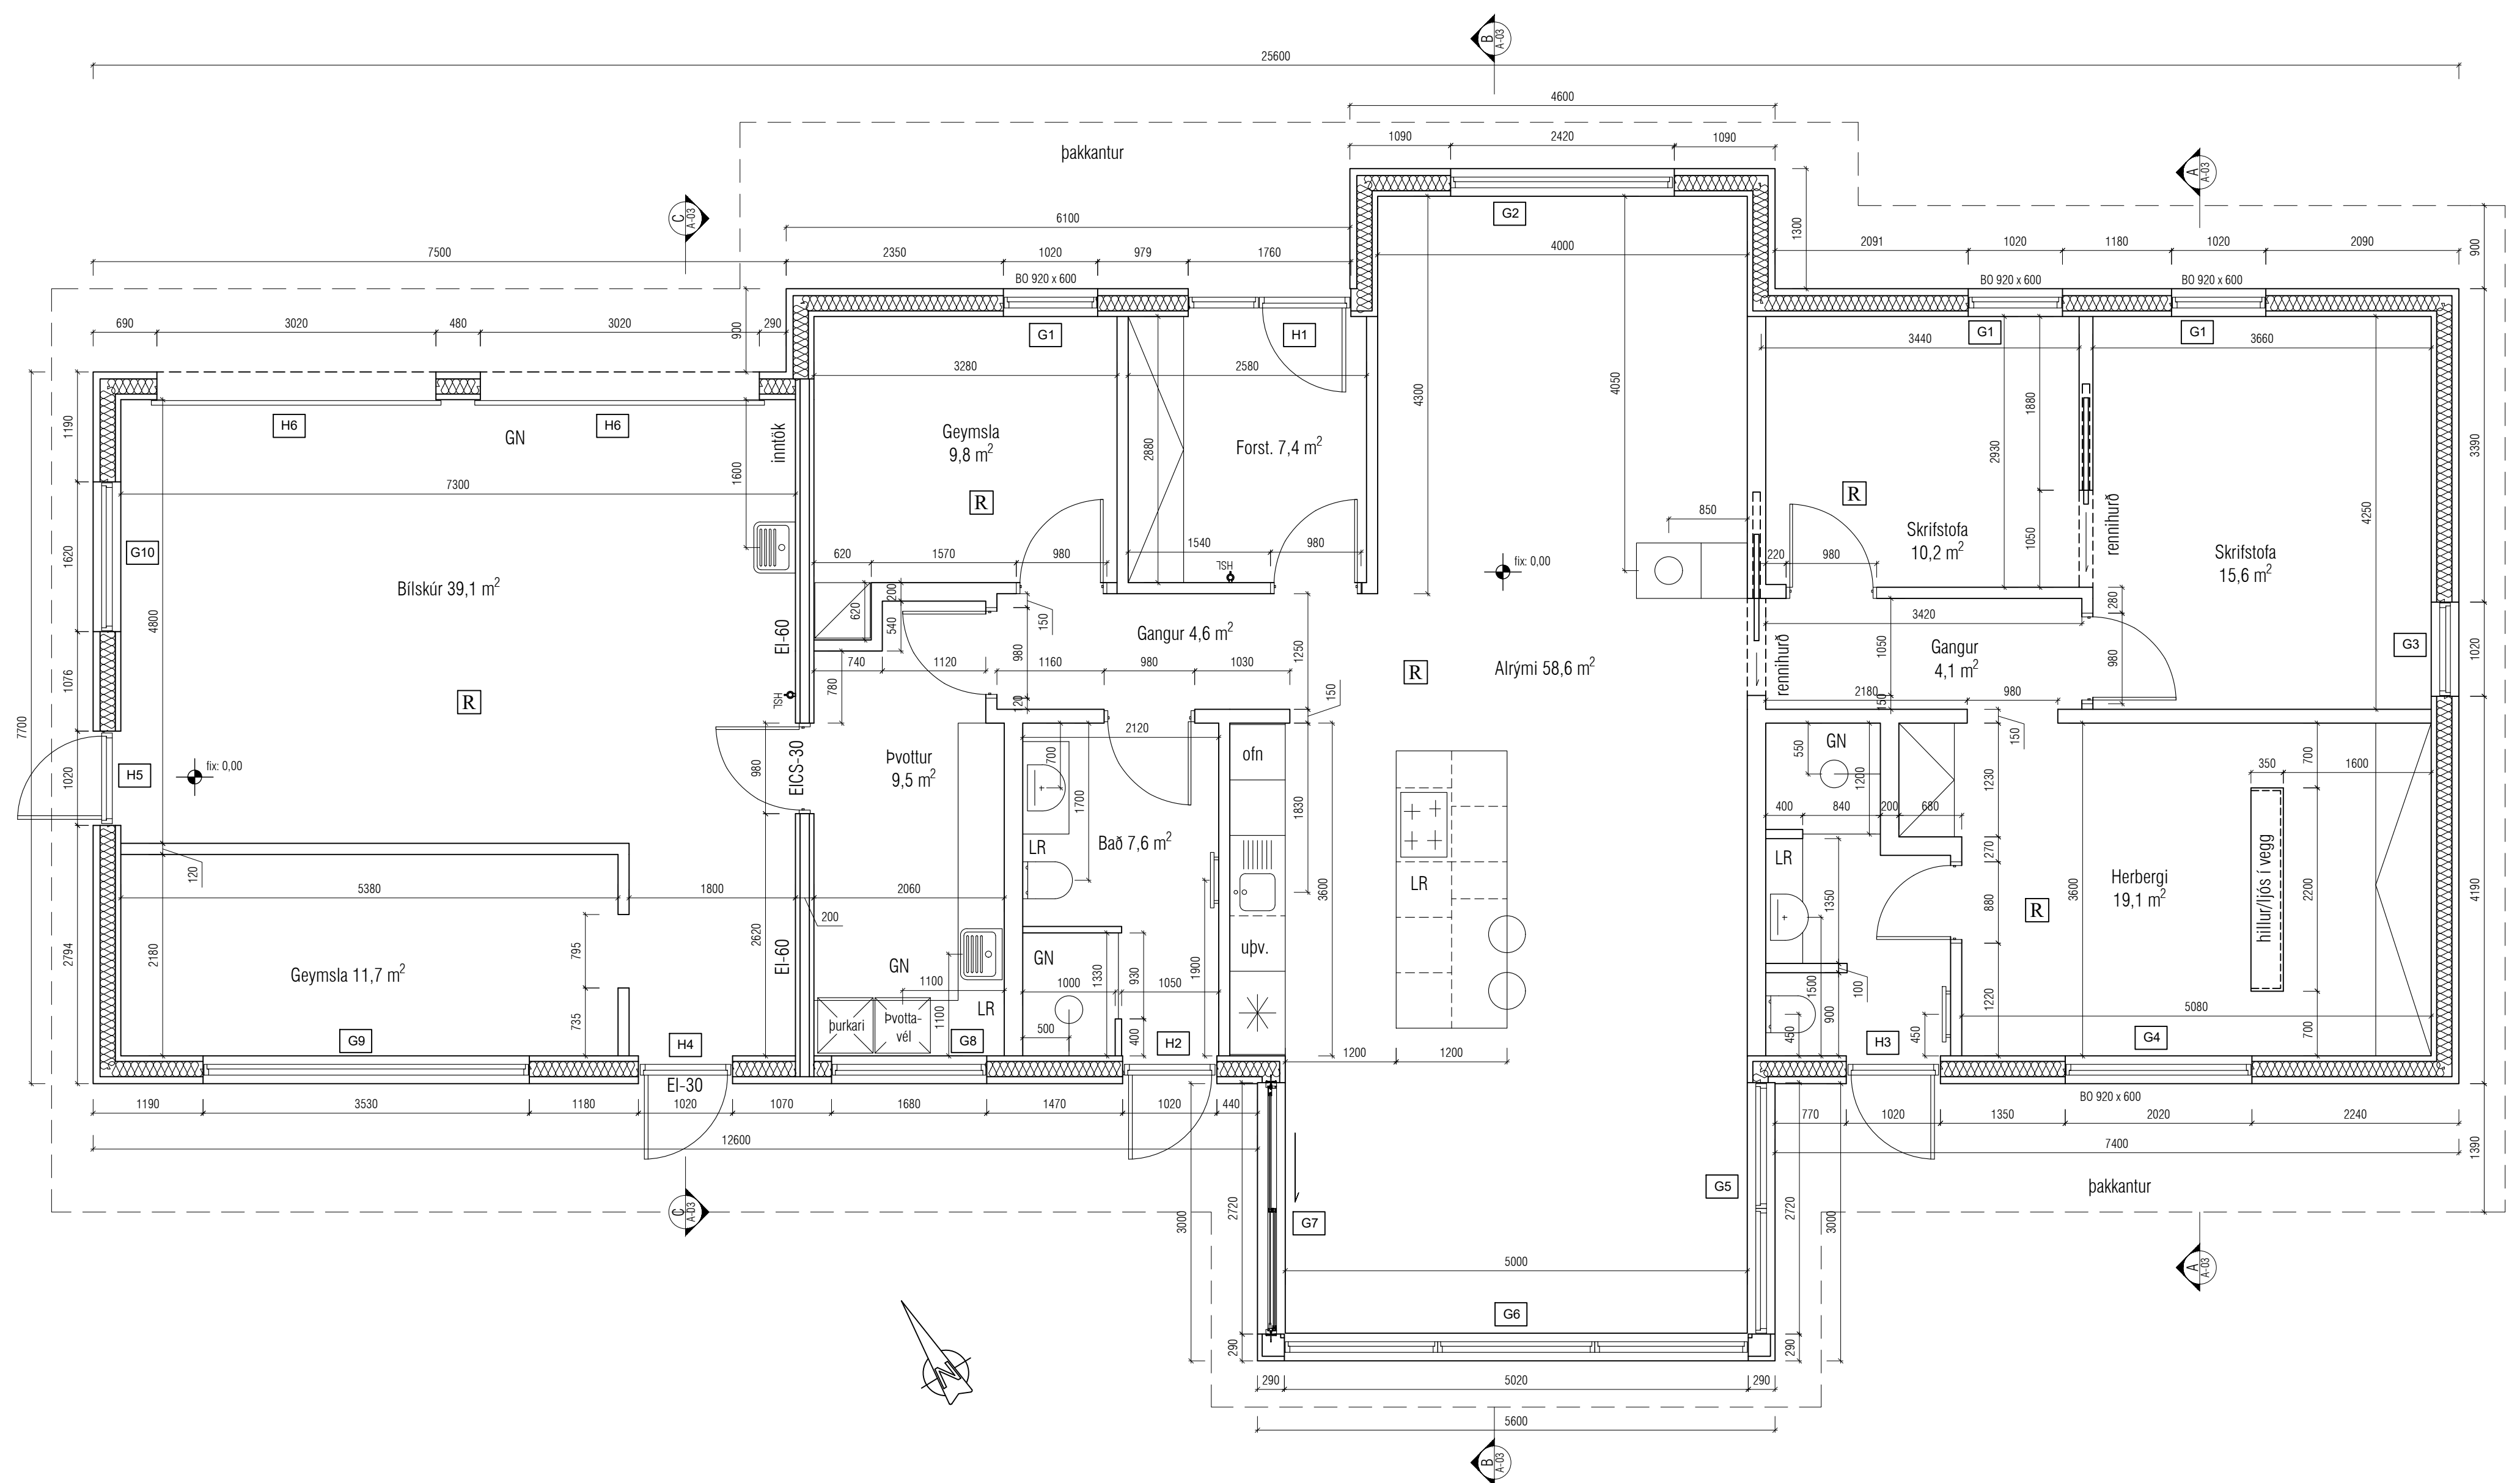 B
A-03
25600
4600
1090
2420
1090
þakkantur
A
A-03
C
A-03
6100
G2
1300
900
7500
2350
1020
979
1760
4000
2091
1020
1180
1020
2090
BO 920 x 600
BO 920 x 600
BO 920 x 600
690
3020
480
3020
290
900
G1
H1
G1
G1
3440
3660
3280
2580
H6
H6
GN
inntök
1190
4300
4050
1880
3390
Geymsla
9,8 m²
Forst. 7,4 m²
2880
2930
1600
7300
R
R
850
4250
rennihurð
Skrifstofa
10,2 m²
Skrifstofa
15,6 m²
G10
1620
1540
980
HSL
fix: 0,00
220
980
1050
620
1570
980
Bílskúr 39,1 m²
4800
200
620
540
150
280
EI-60
Gangur 4,6 m²
980
1250
3420
Gangur
4,1 m²
1050
980
G3
1020
740
1120
1160
980
1030
R
Alrými 58,6 m²
rennihurð
1076
R
HSL
780
120
150
2180
980
150
7700
2120
700
ofn
550
GN
1200
150
1230
700
350
1600
Þvottur
9,5 m²
EICS-30
980
fix: 0,00
H5
1020
1700
1830
400
840
200
680
LR
Bað 7,6 m²
LR
LR
270
120
5380
1800
2060
200
3600
1350
880
3600
Herbergi
19,1 m²
R
hillur/ljós í vegg
2200
4190
2794
2180
795
2620
EI-60
GN
GN
upv.
1900
Geymsla 11,7 m²
1100
1000
1330
930
1050
100
1500
900
1220
5080
735
þurkari
Þvotta-
vél
1100
LR
500
400
450
450
700
G9
H4
G8
H2
H3
G4
1200
1200
EI-30
BO 920 x 600
1190
3530
1180
1020
1070
1680
1470
1020
440
770
1020
1350
2020
2240
12600
7400
1390
þakkantur
C
A-03
3000
2720
G7
G5
2720
3000
A
A-03
5000
G6
290
290
N
290
5020
290
5600
B
A-03